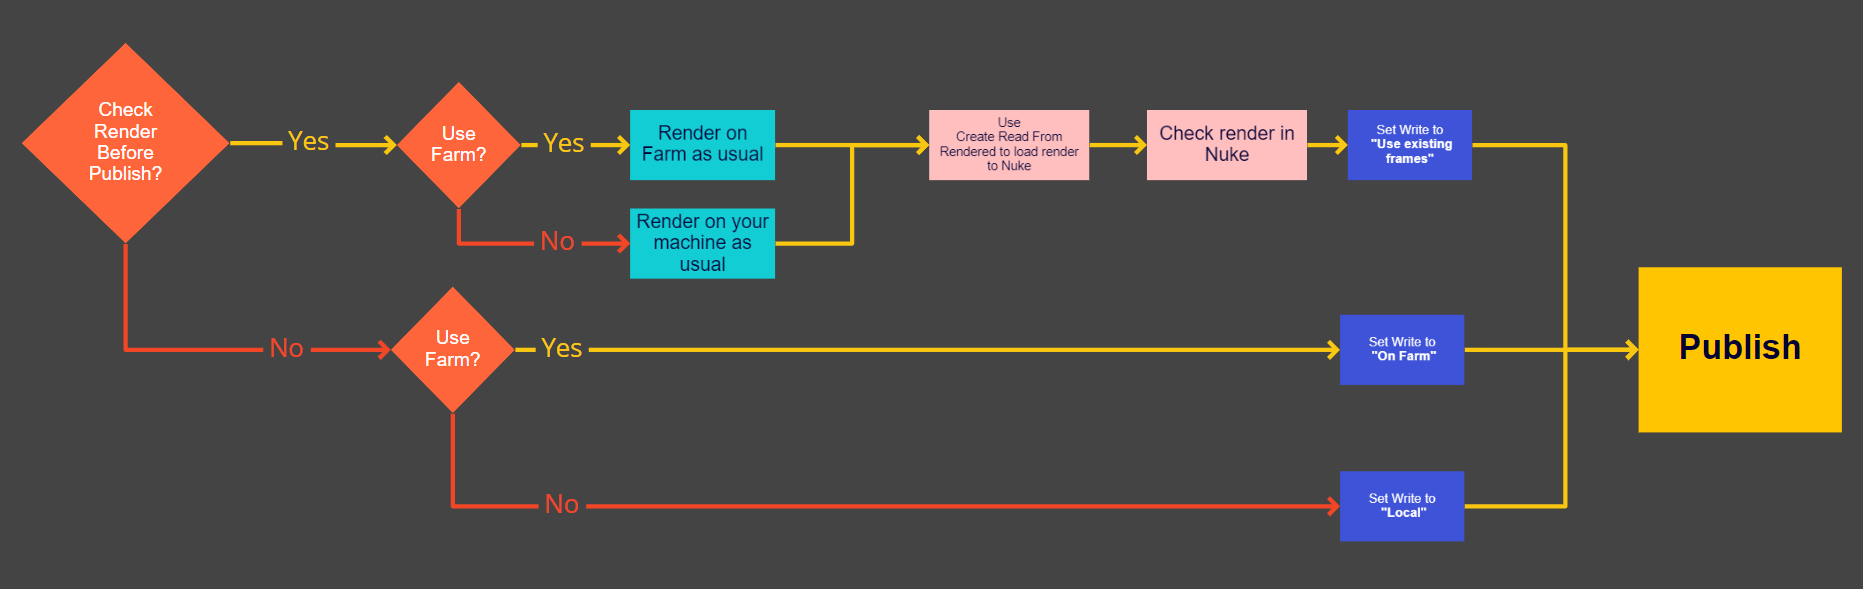 Check
Render
Before
Publish?
Yes
Use
Farm?
Yes
Render on
Farm as usual
Use
Create Read From
Rendered to load render
to Nuke
Check render in
Nuke
Set Write to
"Use existing
frames"
No
Render on your
machine as
usual
No
Use
Farm?
Yes
Set Write to
"On Farm"
Publish
No
Set Write to
"Local"